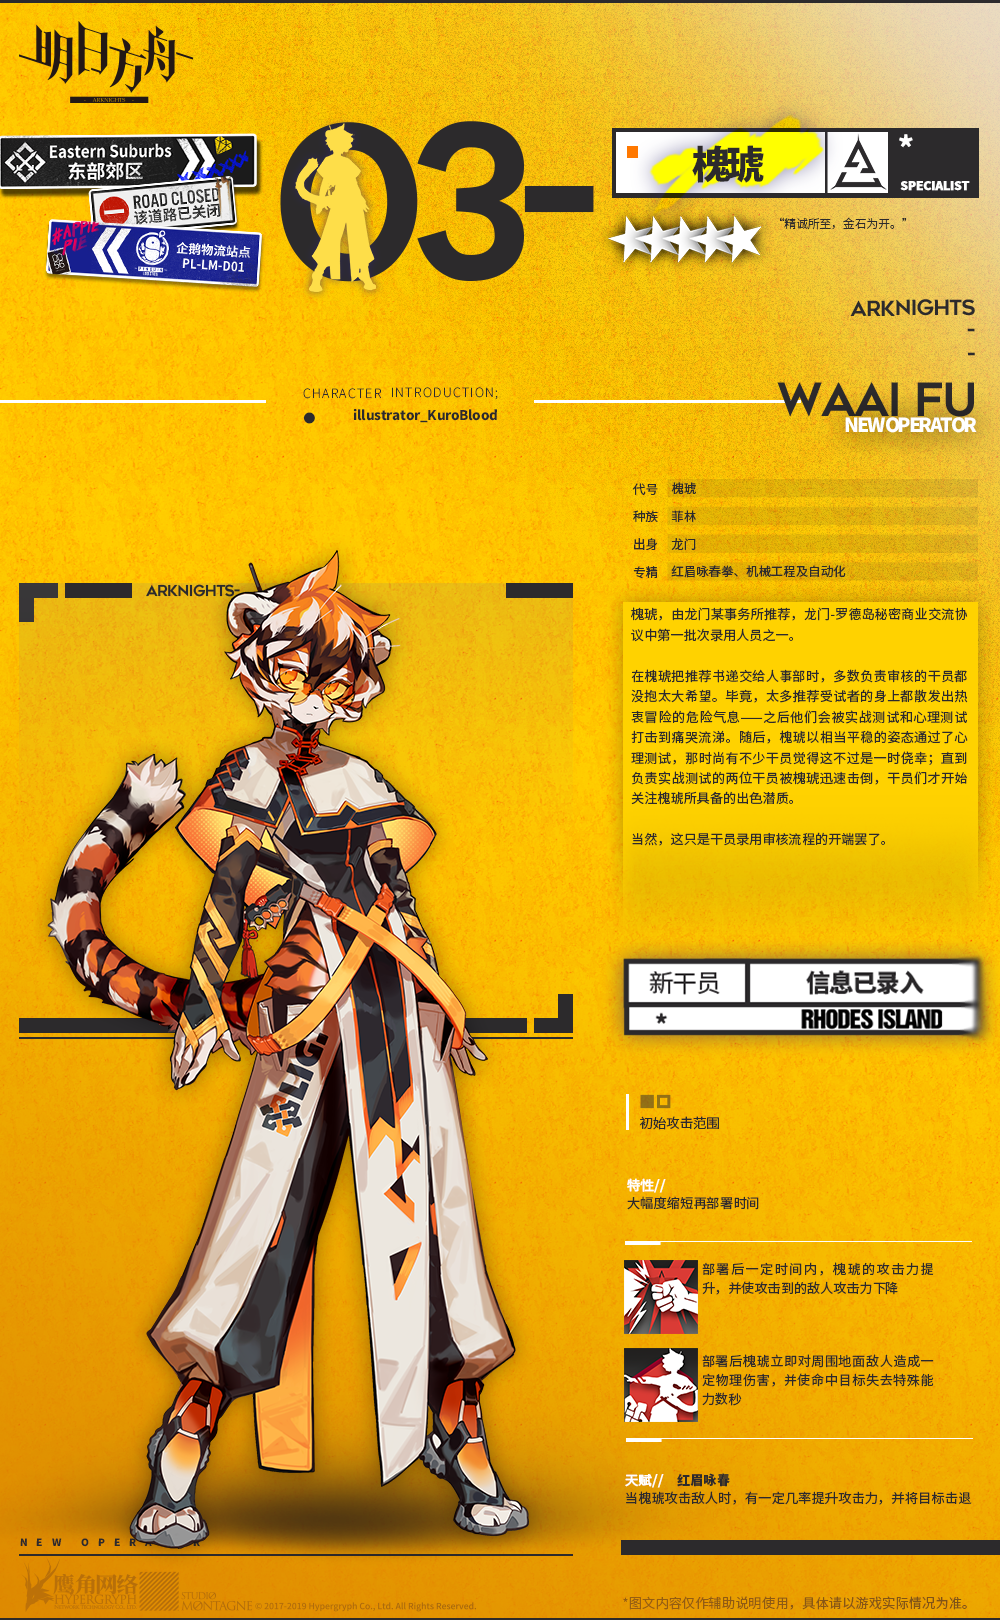 明日方舟
ARKNIGHTS
Eastern Suburbs
东部郊区
ROAD CLOSED
该道路已关闭
#APPLE
PIE
企鹅物流站点
PL-LM-D01
03-
槐琥
*
SPECIALIST
“精诚所至，金石为开。”
ARKNIGHTS
-
-
CHARACTER INTRODUCTION;
illustrator_KuroBlood
WAAI FU
NEW OPERATOR
代号 槐琥
种族 菲林
出身 龙门
专精 红眉咏春拳、机械工程及自动化
槐琥，由龙门某事务所推荐，龙门-罗德岛秘密商业交流协
议中第一批次录用人员之一。
在槐琥把推荐书递交给人事部时，多数负责审核的干员都
没抱太大希望。毕竟，太多推荐受试者的身上都散发出热
衷冒险的危险气息——之后他们会被实战测试和心理测试
打击到痛哭流涕。随后，槐琥以相当平稳的姿态通过了心
理测试，那时尚有不少干员觉得这不过是一时侥幸；直到
负责实战测试的两位干员被槐琥迅速击倒，干员们才开始
关注槐琥所具备的出色潜质。
当然，这只是干员录用审核流程的开端罢了。
ARKNIGHTS-
新干员 信息已录入
* RHODES ISLAND
初始攻击范围
特性//
大幅度缩短再部署时间
部署后一定时间内，槐琥的攻击力提
升，并使攻击到的敌人攻击力下降
部署后槐琥立即对周围地面敌人造成一
定物理伤害，并使命中目标失去特殊能
力数秒
天赋// 红眉咏春
当槐琥攻击敌人时，有一定几率提升攻击力，并将目标击退
NEW OPERATOR
鹰角网络
HYPERGRYPH
STUDIO
MØNTAGNE
© 2017-2019 Hypergryph Co., Ltd. All Rights Reserved.
*图文内容仅作辅助说明使用，具体请以游戏实际情况为准。